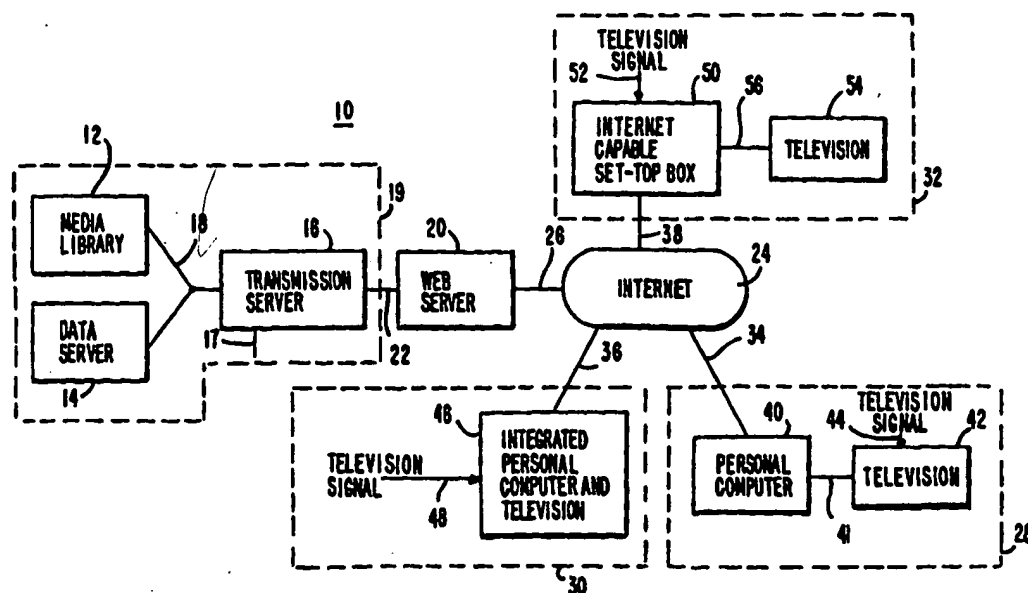 TELEVISION
SIGNAL
52
50
56
54
INTERNET
CAPABLE
SET-TOP BOX
TELEVISION
32
38
10
12
MEDIA
LIBRARY
18
19
16
TRANSMISSION
SERVER
17
DATA
SERVER
14
22
20
WEB
SERVER
26
INTERNET
24
36
34
46
TELEVISION
SIGNAL
48
INTEGRATED
PERSONAL
COMPUTER AND
TELEVISION
30
40
TELEVISION
SIGNAL
44
42
PERSONAL
COMPUTER
41
TELEVISION
28